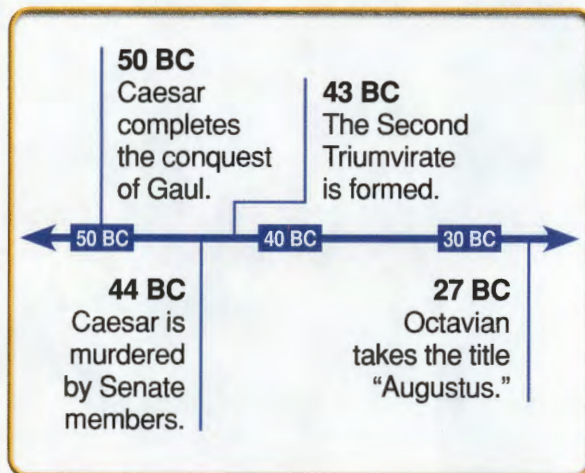 50 BC
Caesar
completes
the conquest
of Gaul.
43 BC
The Second
Triumvirate
is formed.
50 BC
40 BC
30 BC
44 BC
Caesar is
murdered
by Senate
members.
27 BC
Octavian
takes the title
“Augustus.”